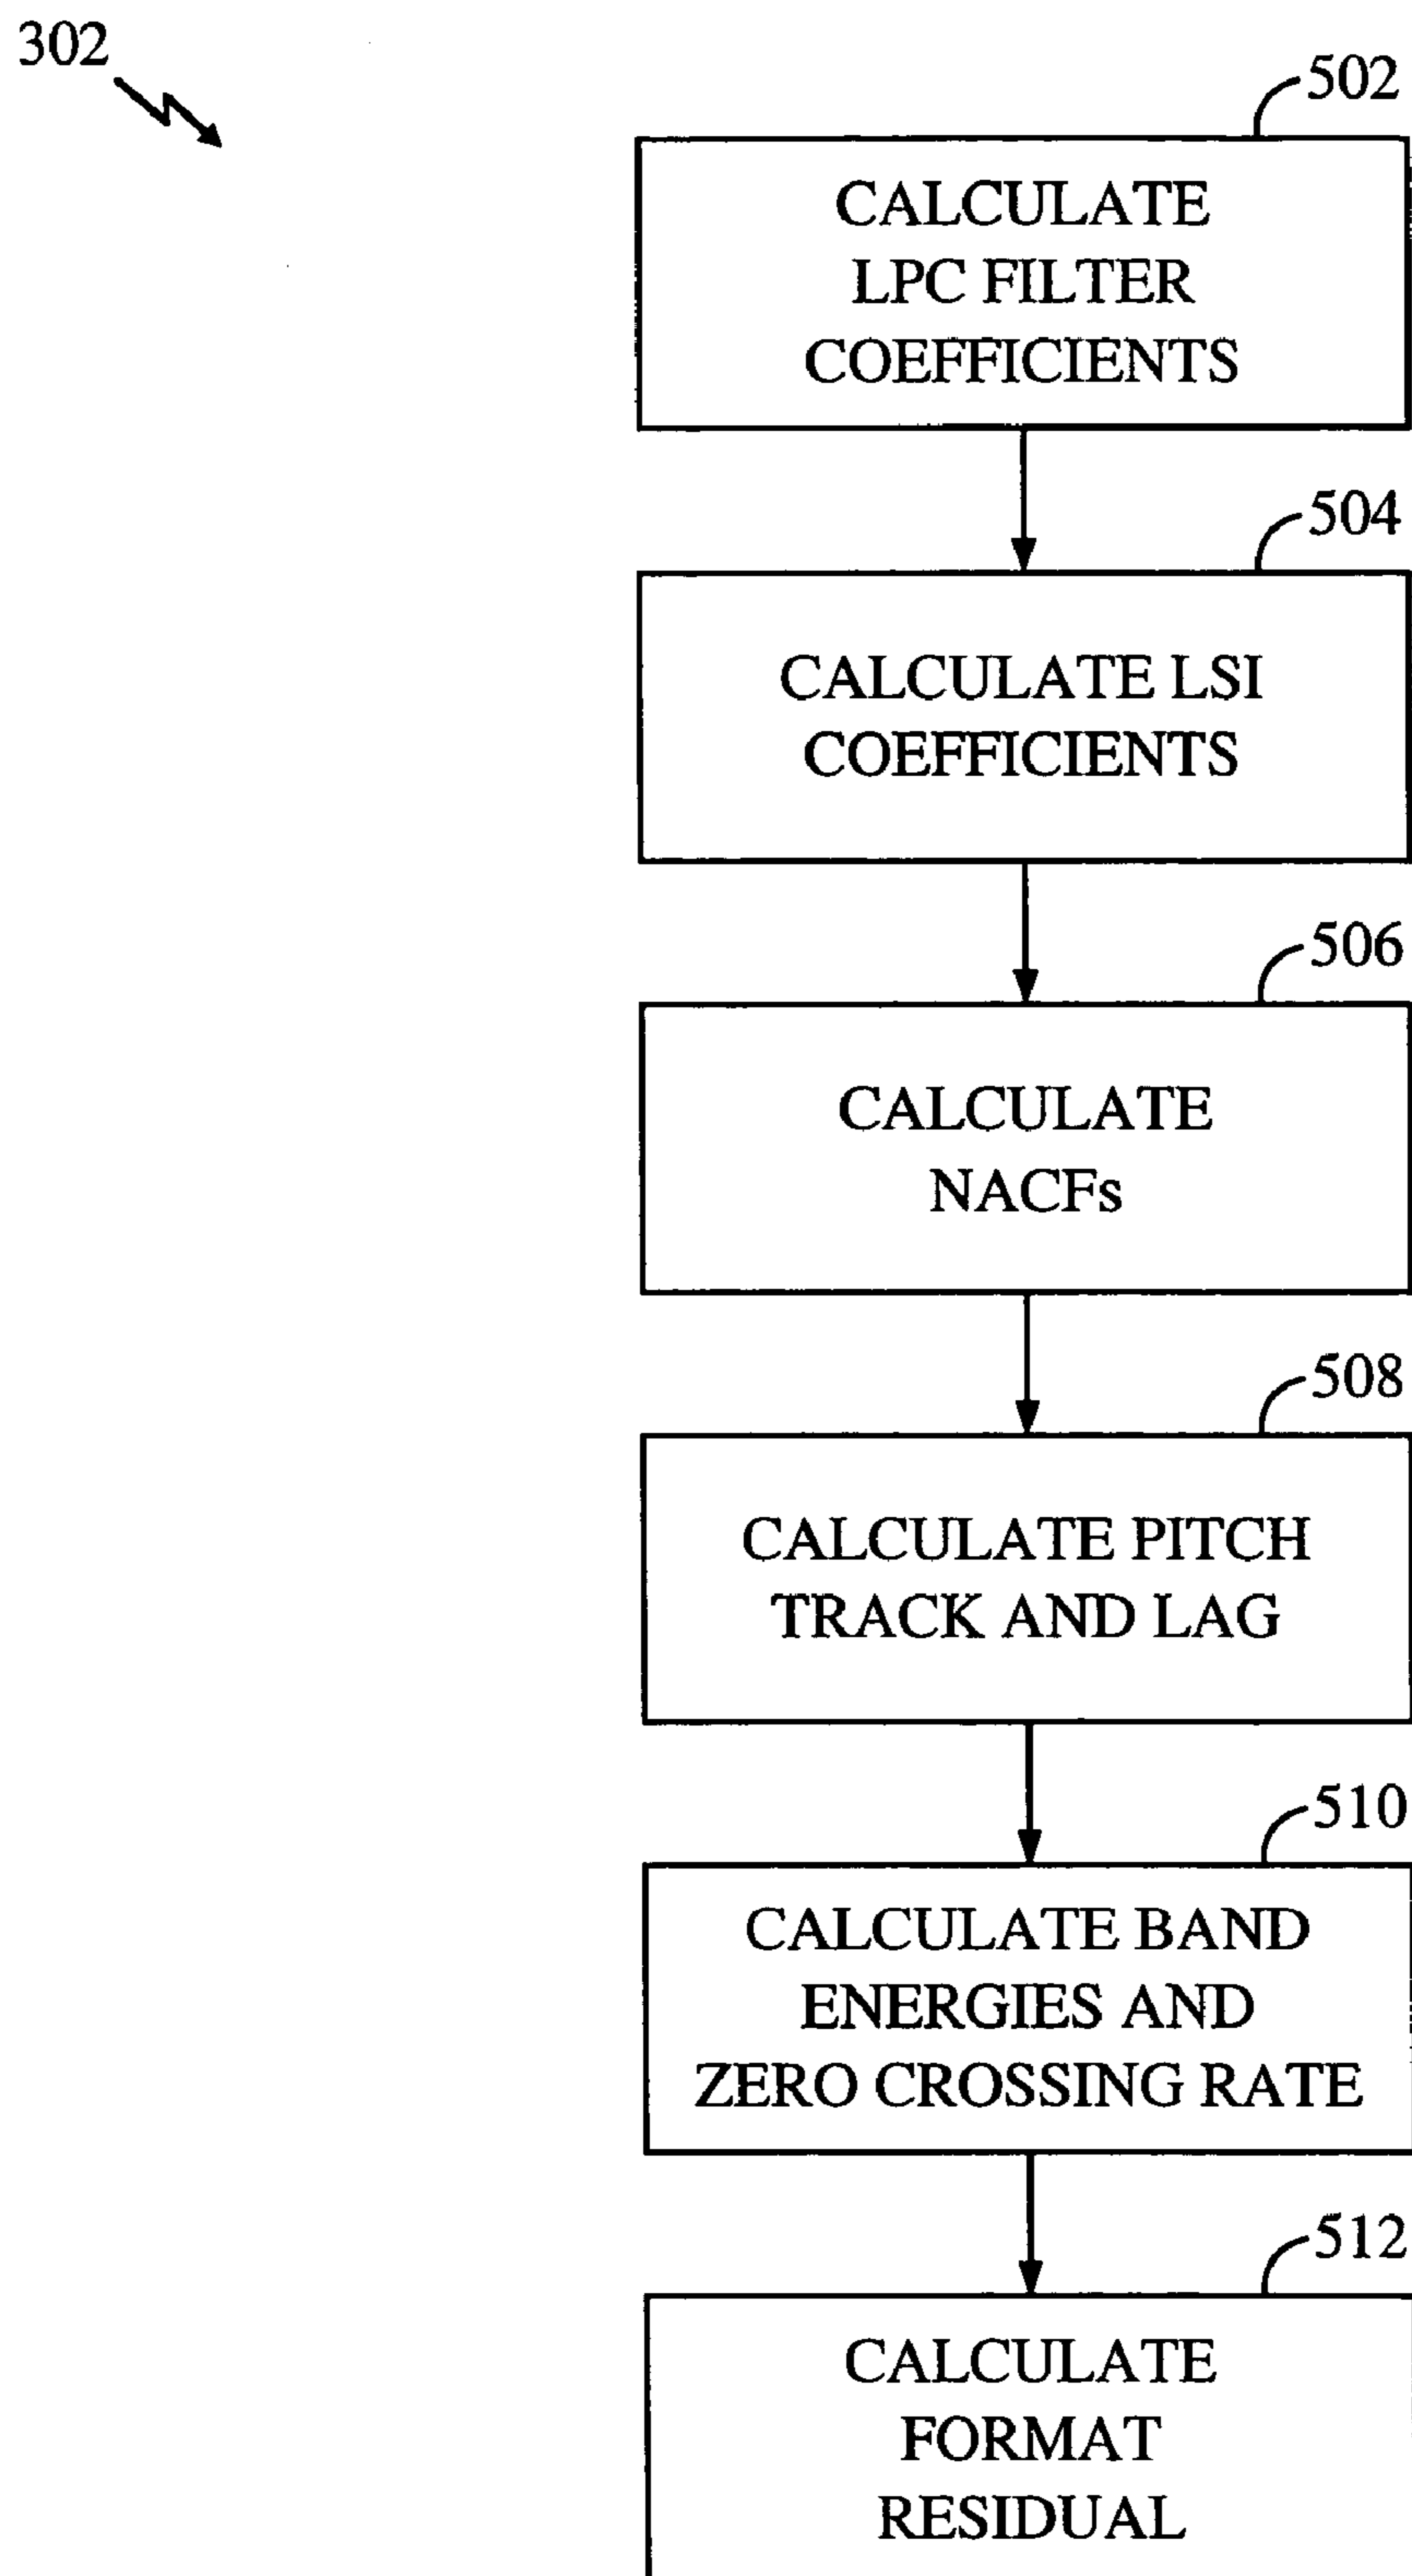 302
502
CALCULATE
LPC FILTER
COEFFICIENTS
504
CALCULATE LSI
COEFFICIENTS
506
CALCULATE
NACFs
508
CALCULATE PITCH
TRACK AND LAG
510
CALCULATE BAND
ENERGIES AND
ZERO CROSSING RATE
512
CALCULATE
FORMAT
RESIDUAL